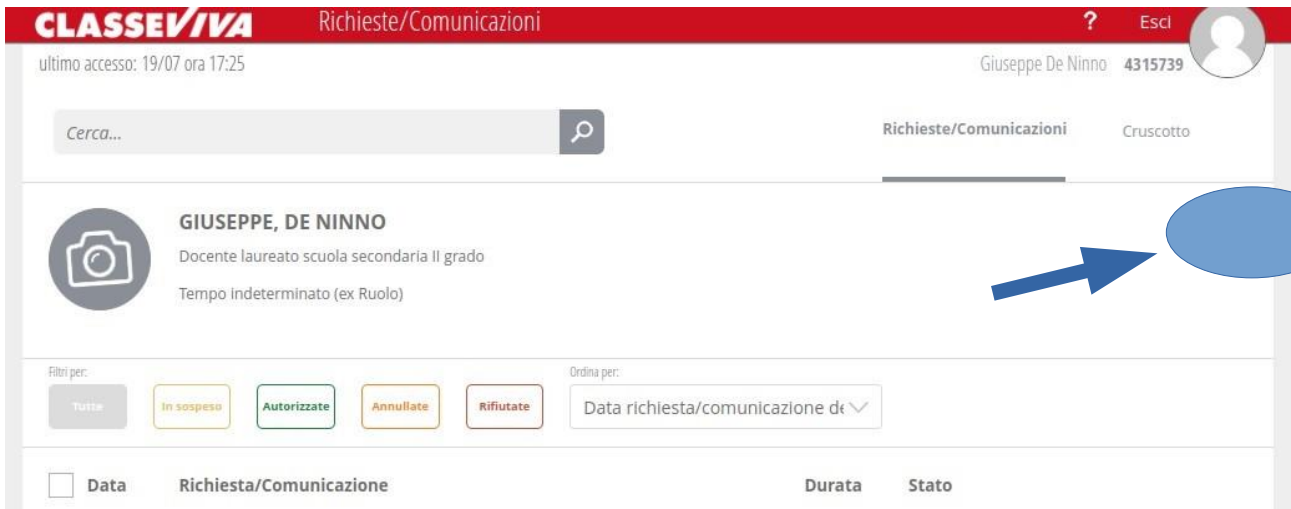 CLASSEVIVA Richieste/Comunicazioni ? Esci
ultimo accesso: 19/07 ora 17:25 Giuseppe De Ninno 4315739
Cerca... Richieste/Comunicazioni Cruscotto
GIUSEPPE, DE NINNO
Docente laureato scuola secondaria II grado
Tempo indeterminato (ex Ruolo)
Filtri per: Ordina per:
Tutte In sospeso Autorizzate Annullate Rifiutate Data richiesta/comunicazione de
Data Richiesta/Comunicazione Durata Stato